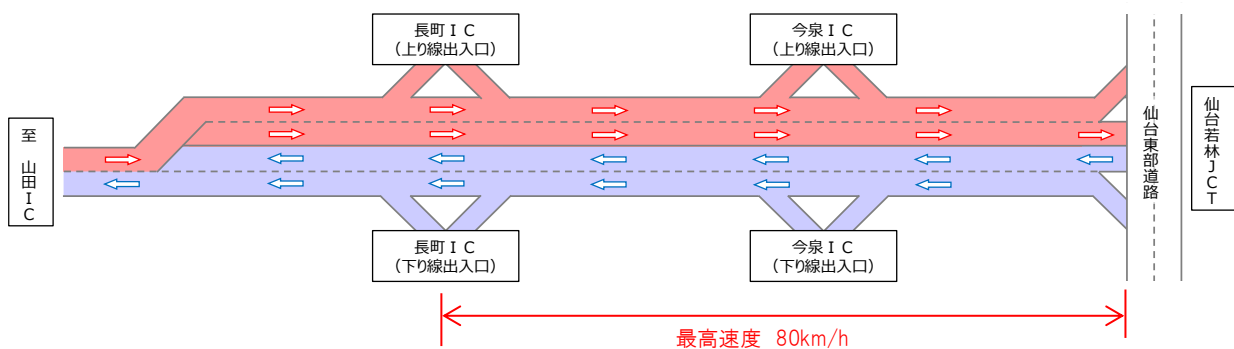 長町ＩＣ
（上り線出入口）
今泉ＩＣ
（上り線出入口）
至　山田ＩＣ
仙台東部道路
仙台若林ＪＣＴ
長町ＩＣ
（下り線出入口）
今泉ＩＣ
（下り線出入口）
最高速度　80km/h